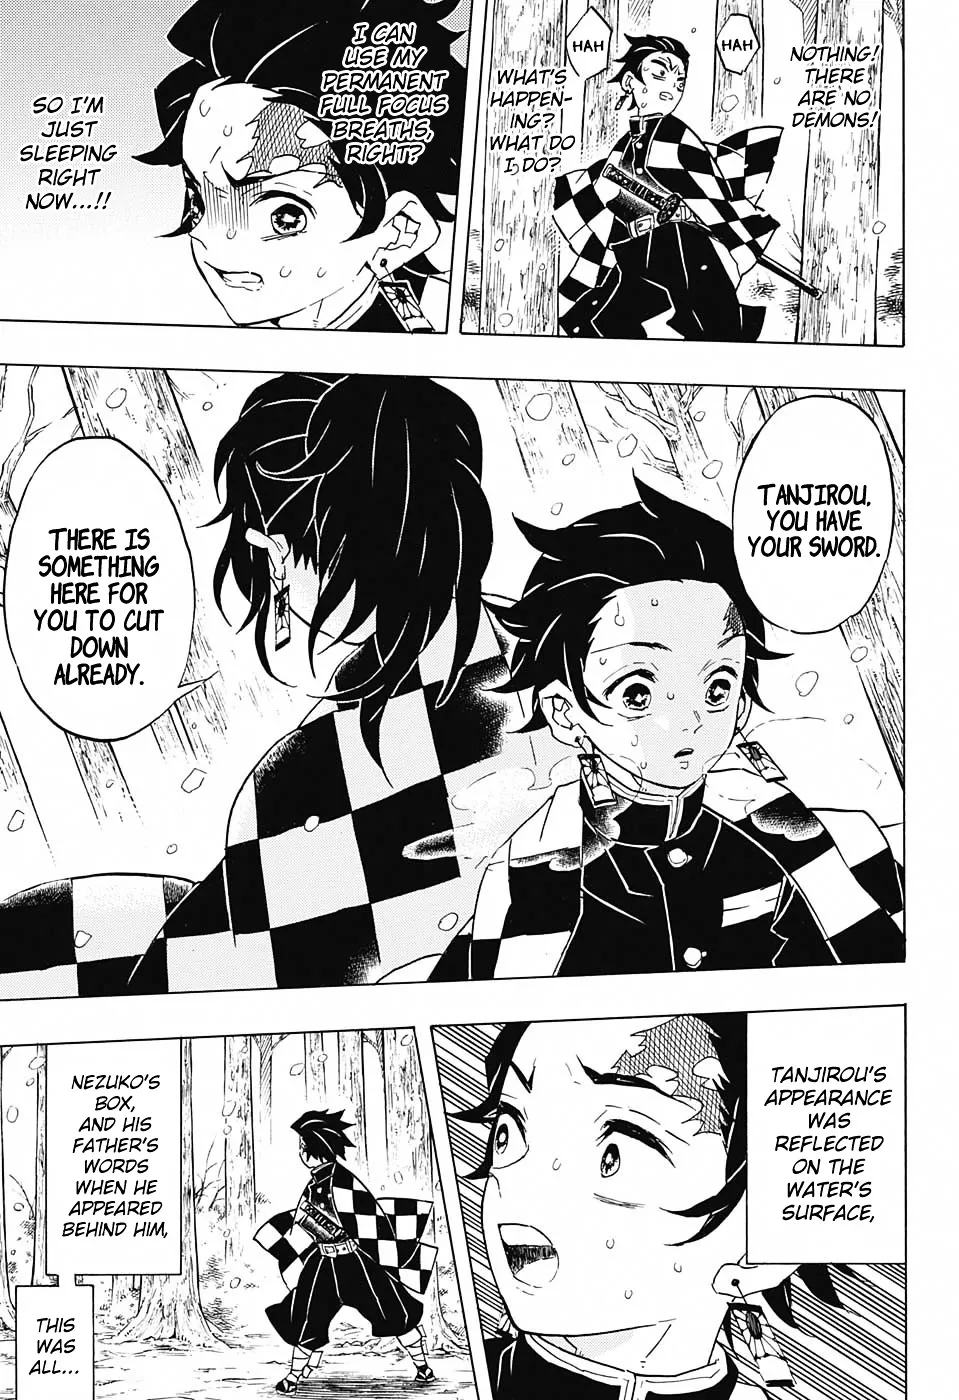 NOTHING!
THERE
ARE NO
DEMONS!
HAH
HAH
WHAT'S
HAPPEN-
ING?
WHAT DO
I DO?
I CAN
USE MY
PERMANENT
FULL FOCUS
BREATHS,
RIGHT?
SO I'M
JUST
SLEEPING
RIGHT
NOW...!!
TANJIROU.
YOU HAVE
YOUR SWORD.
THERE IS
SOMETHING
HERE FOR
YOU TO CUT
DOWN
ALREADY.
TANJIROU'S
APPEARANCE
WAS
REFLECTED
ON THE
WATER'S
SURFACE,
NEZUKO'S
BOX,
AND HIS
FATHER'S
WORDS
WHEN HE
APPEARED
BEHIND HIM,
THIS
WAS
ALL...